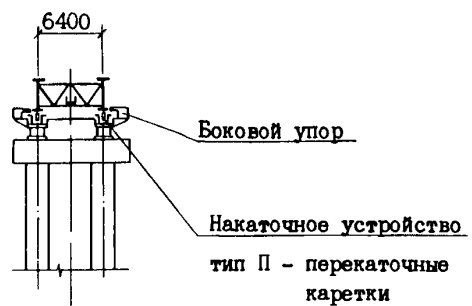 6400
Боковой упор
Накаточное устройство
тип П - перекаточные
каретки